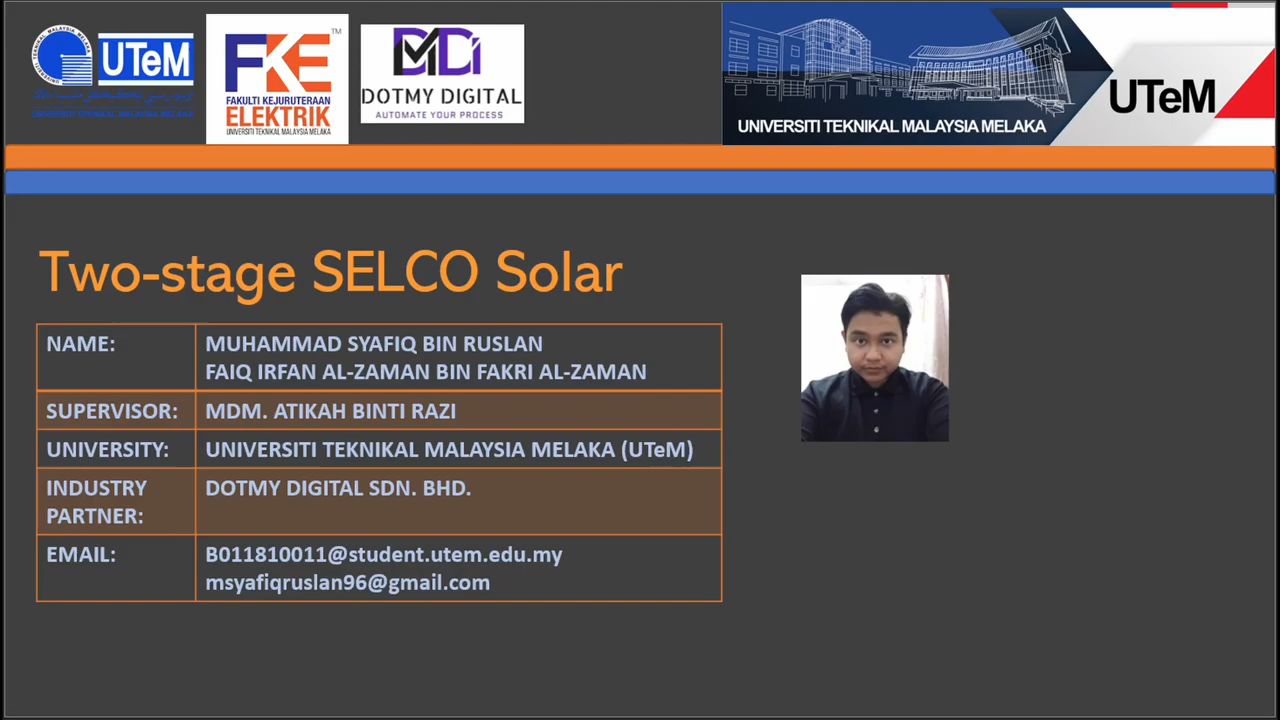 UTeM
FKE
TM
FAKULTI KEJURUTERAAN
ELEKTRIK
UNIVERSITI TEKNIKAL MALAYSIA MELAKA
MDi
DOTMY DIGITAL
AUTOMATE YOUR PROCESS
UNIVERSITI TEKNIKAL MALAYSIA MELAKA
UTeM
Two-stage SELCO Solar
NAME: MUHAMMAD SYAFIQ BIN RUSLAN
FAIQ IRFAN AL-ZAMAN BIN FAKRI AL-ZAMAN
SUPERVISOR: MDM. ATIKAH BINTI RAZI
UNIVERSITY: UNIVERSITI TEKNIKAL MALAYSIA MELAKA (UTeM)
INDUSTRY PARTNER: DOTMY DIGITAL SDN. BHD.
EMAIL: B011810011@student.utem.edu.my
msyafiqruslan96@gmail.com